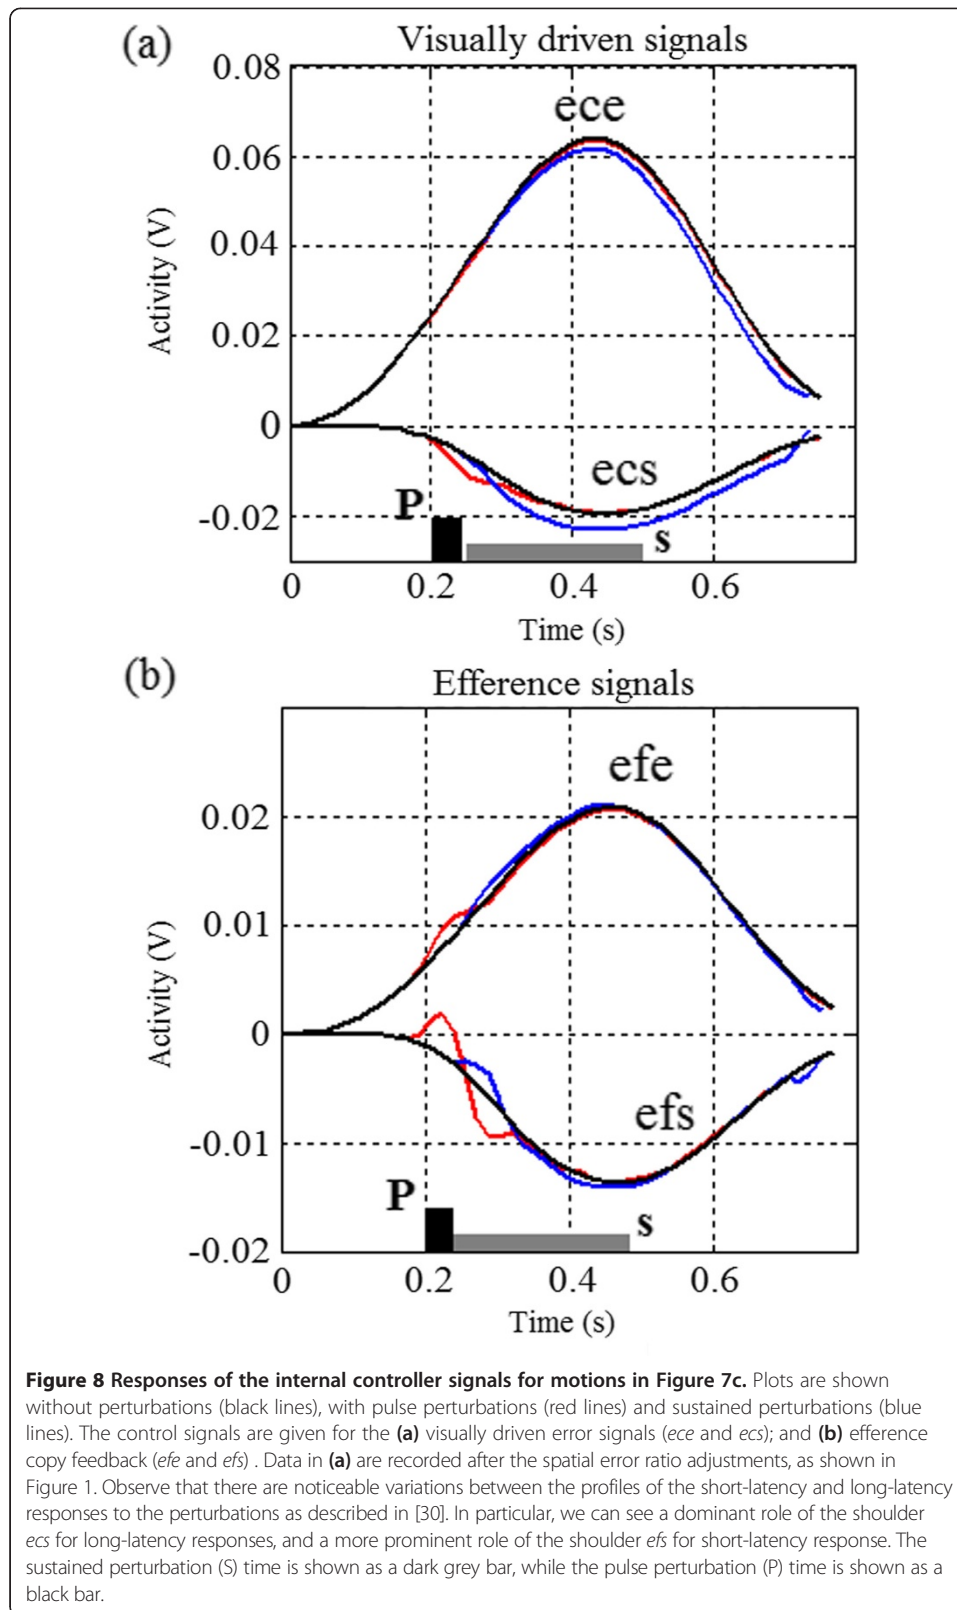 (a)
Visually driven signals
0.08
ece
0.06
Activity (V)
0.04
0.02
0
ecs
P
-0.02
s
0
0.2
0.4
0.6
Time (s)
(b)
Efference signals
efe
0.02
0.01
Activity (V)
0
efs
-0.01
P
s
-0.02
0
0.2
0.4
0.6
Time (s)
Figure 8 Responses of the internal controller signals for motions in Figure 7c. Plots are shown
without perturbations (black lines), with pulse perturbations (red lines) and sustained perturbations (blue
lines). The control signals are given for the (a) visually driven error signals (ece and ecs); and (b) efference
copy feedback (efe and efs) . Data in (a) are recorded after the spatial error ratio adjustments, as shown in
Figure 1. Observe that there are noticeable variations between the profiles of the short-latency and long-latency
responses to the perturbations as described in [30]. In particular, we can see a dominant role of the shoulder
ecs for long-latency responses, and a more prominent role of the shoulder efs for short-latency response. The
sustained perturbation (S) time is shown as a dark grey bar, while the pulse perturbation (P) time is shown as a
black bar.